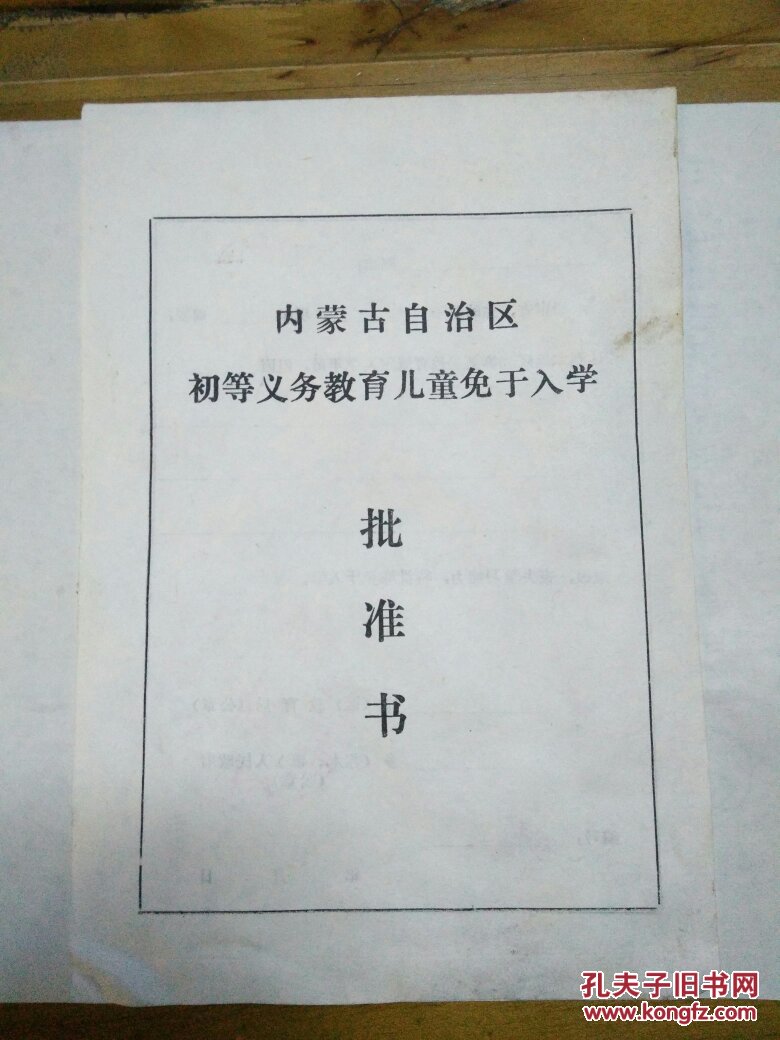 内蒙古自治区
初等义务教育儿童免于入学
批
准
书
孔夫子旧书网
www.kongfz.com